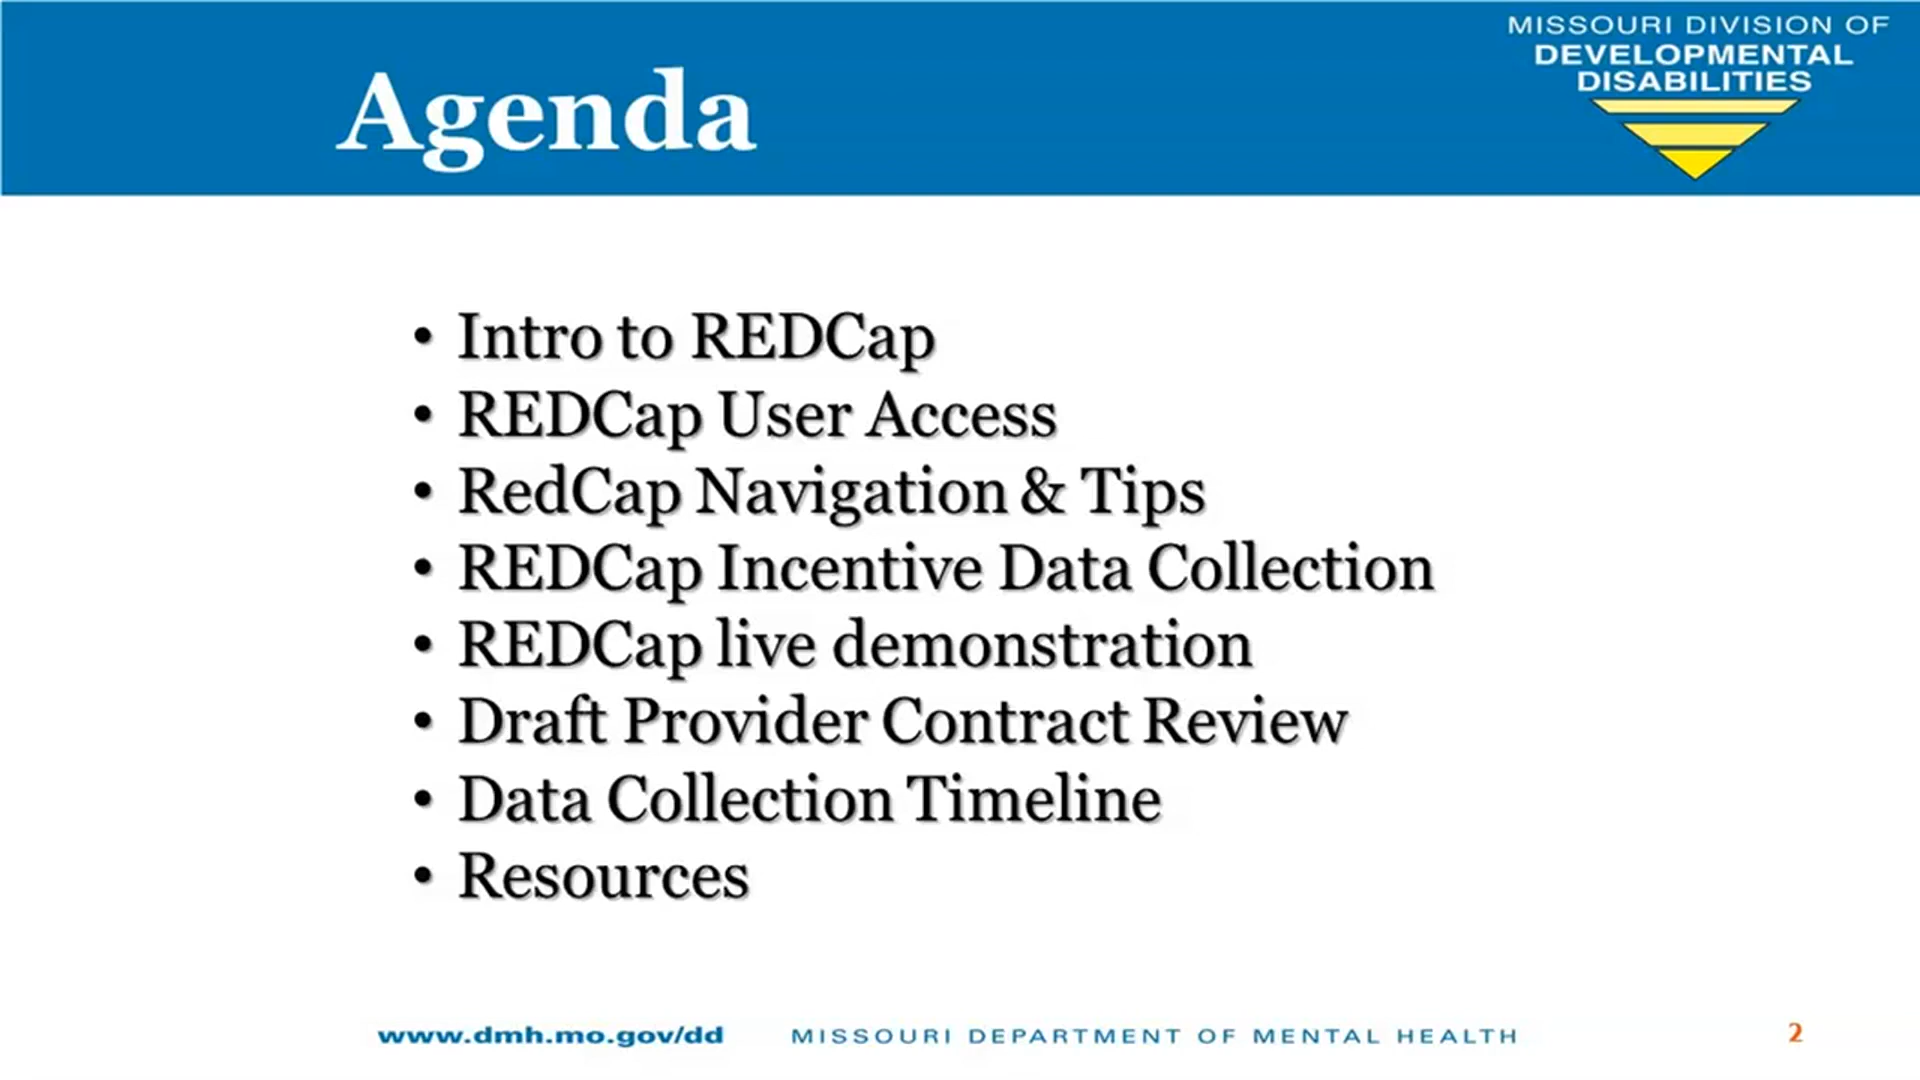 MISSOURI DIVISION OF
DEVELOPMENTAL
DISABILITIES
Agenda
• Intro to REDCap
• REDCap User Access
• RedCap Navigation & Tips
• REDCap Incentive Data Collection
• REDCap live demonstration
• Draft Provider Contract Review
• Data Collection Timeline
• Resources
www.dmh.mo.gov/dd MISSOURI DEPARTMENT OF MENTAL HEALTH 2